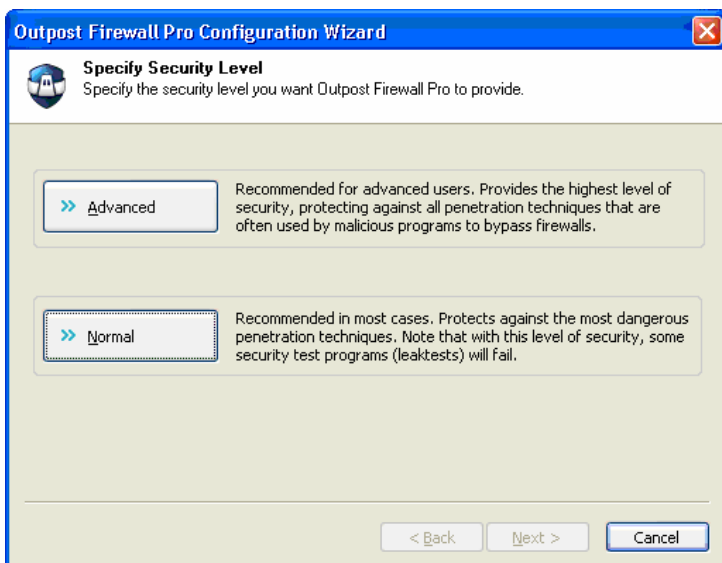 Outpost Firewall Pro Configuration Wizard
Specify Security Level
Specify the security level you want Outpost Firewall Pro to provide.
>> Advanced
Recommended for advanced users. Provides the highest level of
security, protecting against all penetration techniques that are
often used by malicious programs to bypass firewalls.
>> Normal
Recommended in most cases. Protects against the most dangerous
penetration techniques. Note that with this level of security, some
security test programs (leaktests) will fail.
< Back
Next >
Cancel